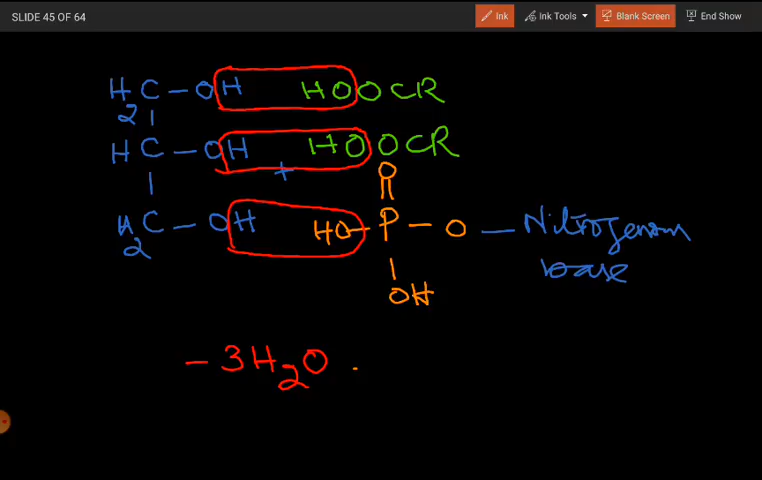 SLIDE 45 OF 64 Ink Ink Tools Blank Screen End Show
H2C - OH HOOCR
HC - OH HOOCR
+ O
H2C - OH HO - P - O - Nitrogenous
base
OH
- 3H2O .